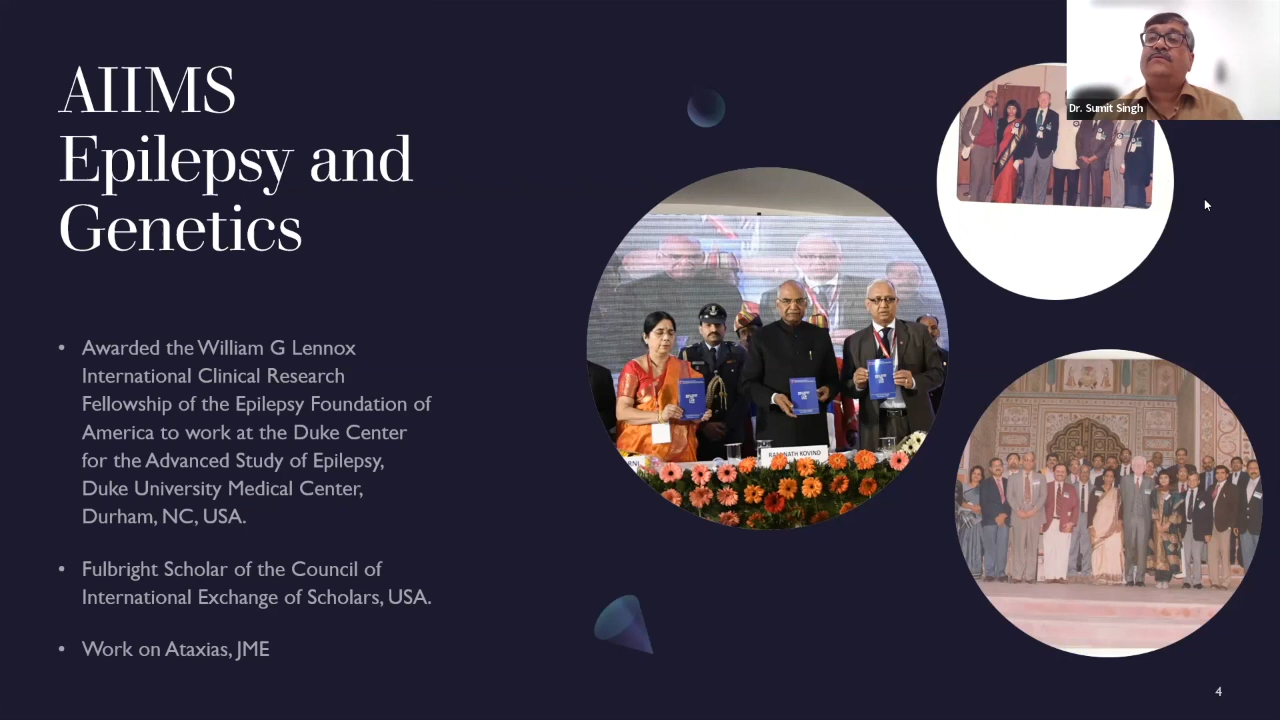 AIIMS
Epilepsy and
Genetics
• Awarded the William G Lennox
International Clinical Research
Fellowship of the Epilepsy Foundation of
America to work at the Duke Center
for the Advanced Study of Epilepsy,
Duke University Medical Center,
Durham, NC, USA.
• Fulbright Scholar of the Council of
International Exchange of Scholars, USA.
• Work on Ataxias, JME
Dr. Sumit Singh
RAM NATH KOVIND
4